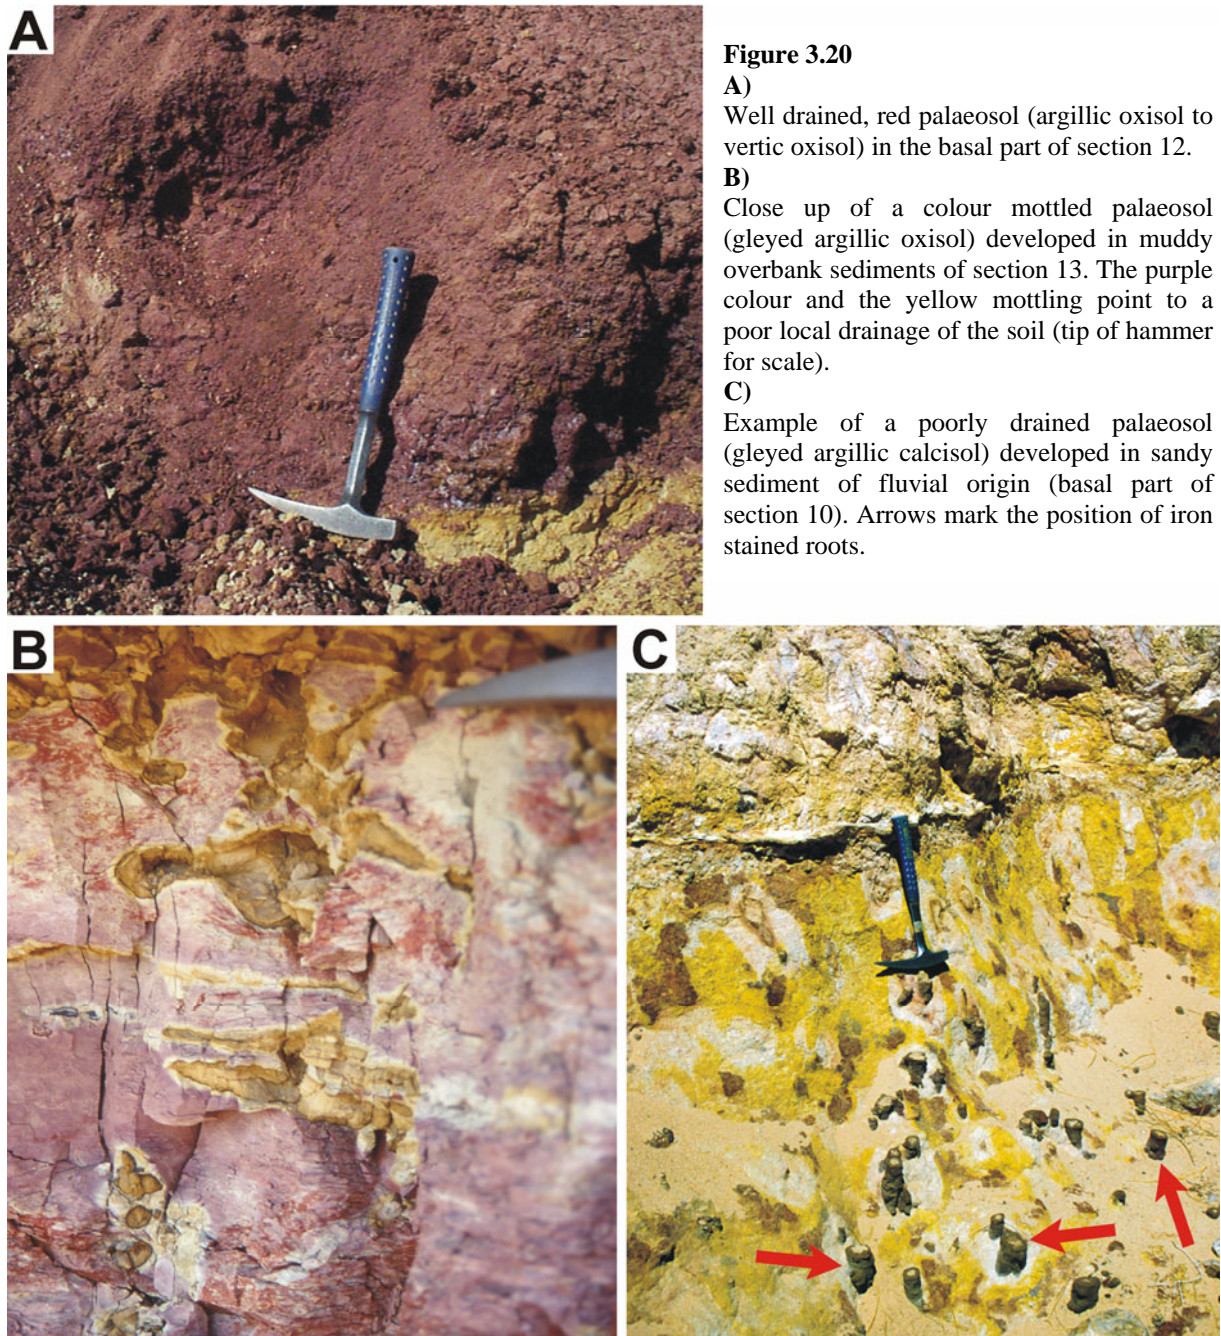 A
Figure 3.20
A)
Well drained, red palaeosol (argillic oxisol to
vertic oxisol) in the basal part of section 12.
B)
Close up of a colour mottled palaeosol
(gleyed argillic oxisol) developed in muddy
overbank sediments of section 13. The purple
colour and the yellow mottling point to a
poor local drainage of the soil (tip of hammer
for scale).
C)
Example of a poorly drained palaeosol
(gleyed argillic calcisol) developed in sandy
sediment of fluvial origin (basal part of
section 10). Arrows mark the position of iron
stained roots.
B
C